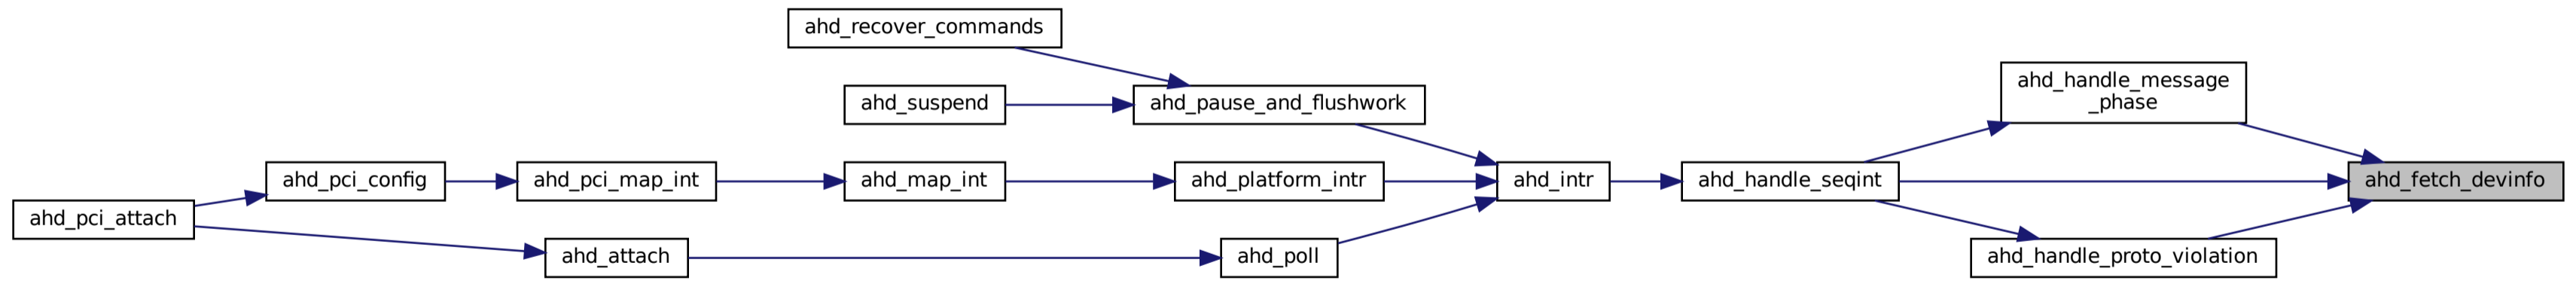 ahd_recover_commands
ahd_handle_message
_phase
ahd_suspend
ahd_pause_and_flushwork
ahd_pci_config
ahd_pci_map_int
ahd_map_int
ahd_platform_intr
ahd_intr
ahd_handle_seqint
ahd_fetch_devinfo
ahd_pci_attach
ahd_attach
ahd_poll
ahd_handle_proto_violation